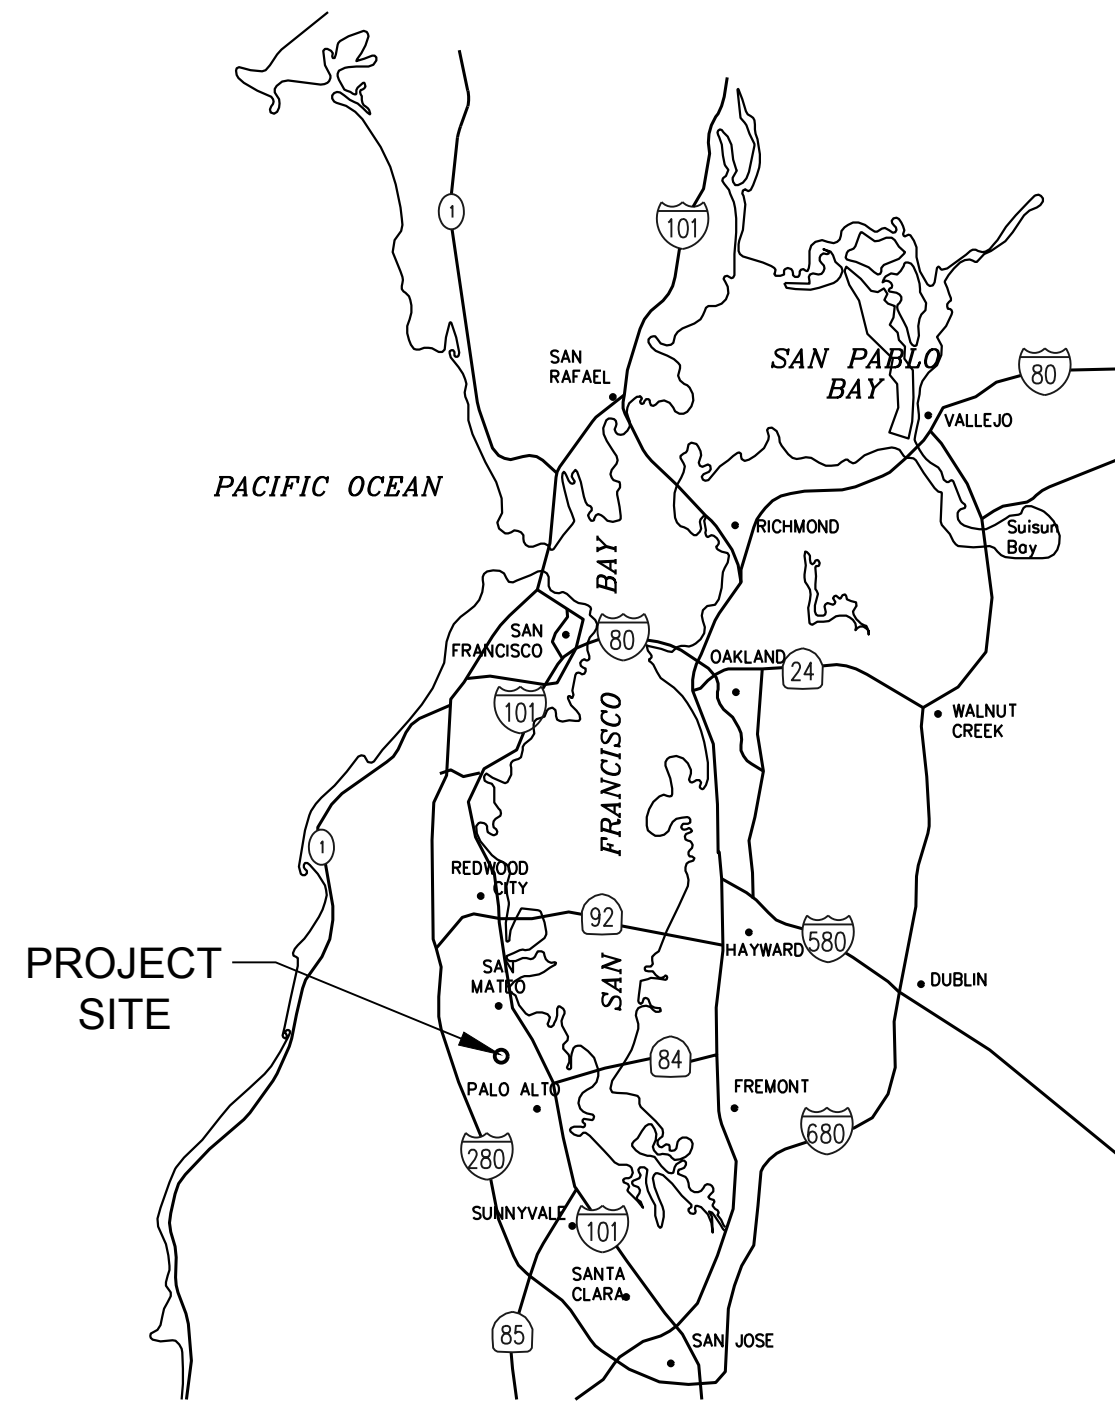 1
101
SAN
RAFAEL
SAN PABLO
BAY
80
VALLEJO
PACIFIC OCEAN
RICHMOND
Suisun
Bay
SAN FRANCISCO BAY
SAN
FRANCISCO
80
OAKLAND
24
101
WALNUT
CREEK
1
REDWOOD
CITY
92
HAYWARD
580
PROJECT
SITE
SAN
MATEO
DUBLIN
84
PALO ALTO
FREMONT
680
280
SUNNYVALE
101
SANTA
CLARA
85
SAN JOSE